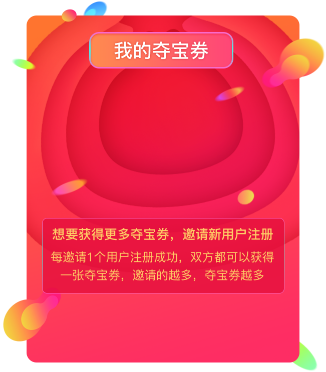 我的夺宝券
想要获得更多夺宝券，邀请新用户注册
每邀请1个用户注册成功，双方都可以获得
一张夺宝券，邀请的越多，夺宝券越多